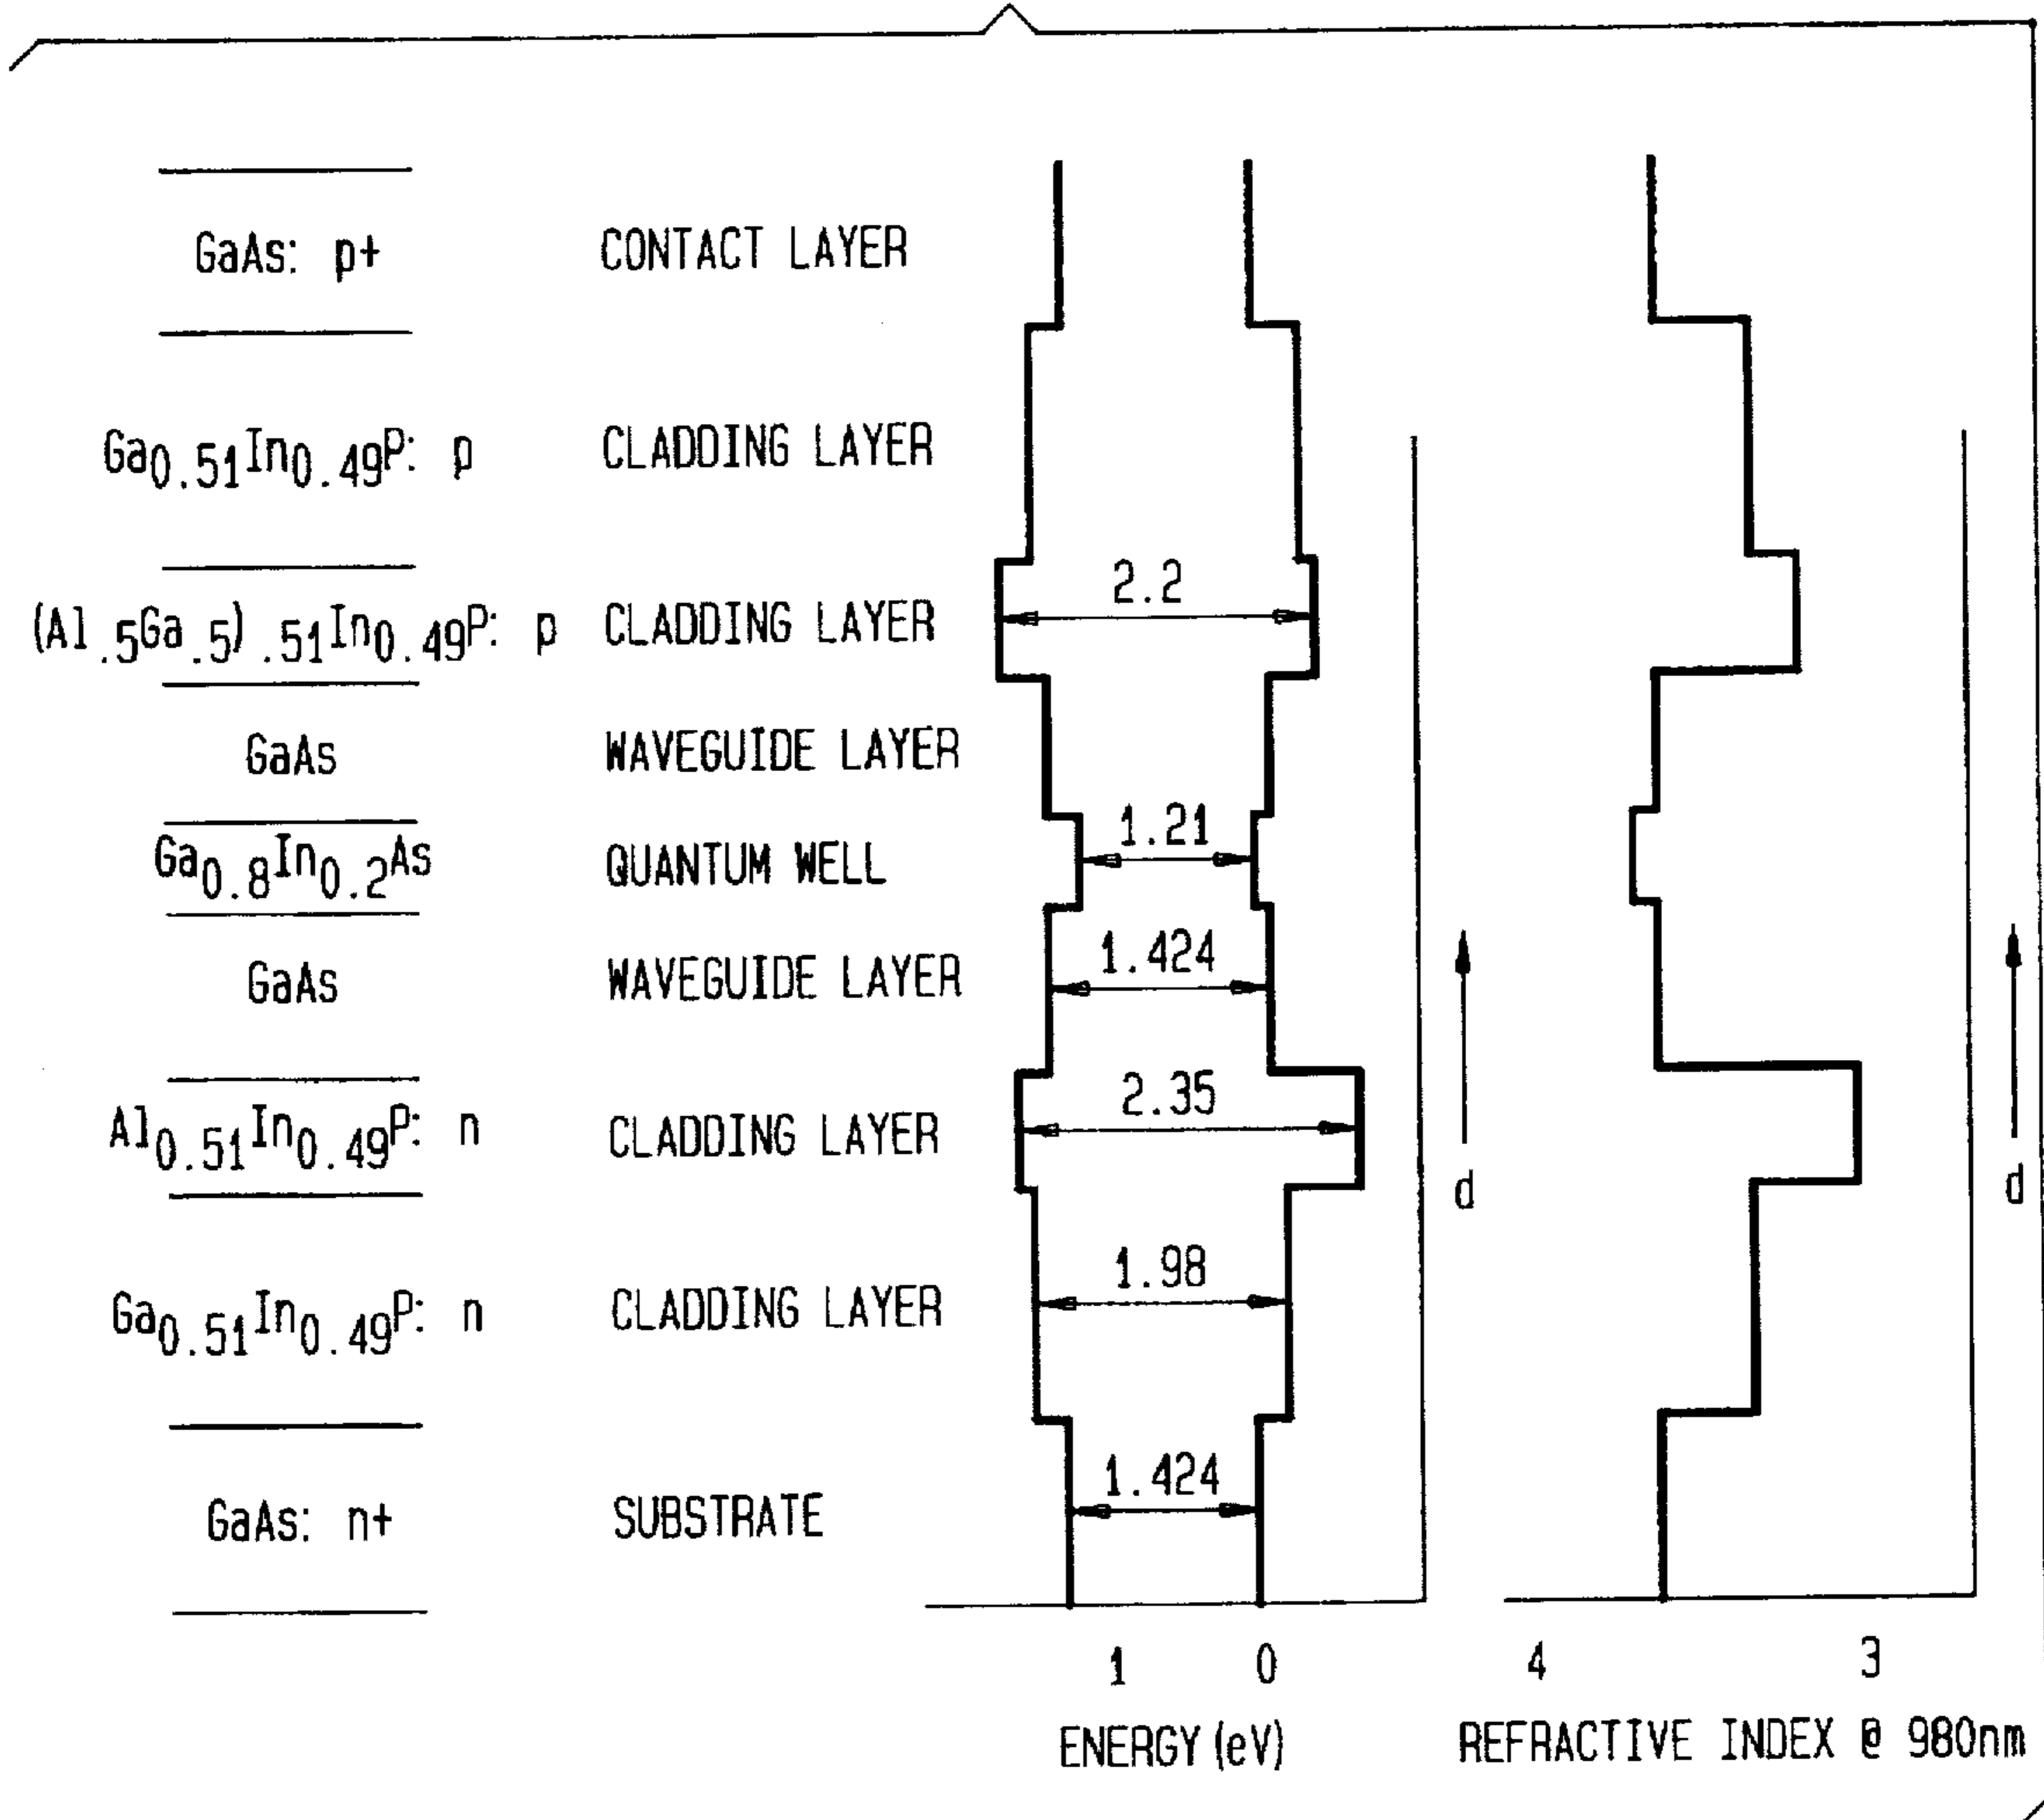 GaAs: p+ CONTACT LAYER
Ga0.51In0.49P: p CLADDING LAYER
2.2
(Al.5Ga.5).51In0.49P: p CLADDING LAYER
GaAs WAVEGUIDE LAYER
1.21
Ga0.8In0.2As QUANTUM WELL
1.424
GaAs WAVEGUIDE LAYER
2.35
Al0.51In0.49P: n CLADDING LAYER
d d
1.98
Ga0.51In0.49P: n CLADDING LAYER
1.424
GaAs: n+ SUBSTRATE
1 0 4 3
ENERGY (eV) REFRACTIVE INDEX @ 980nm